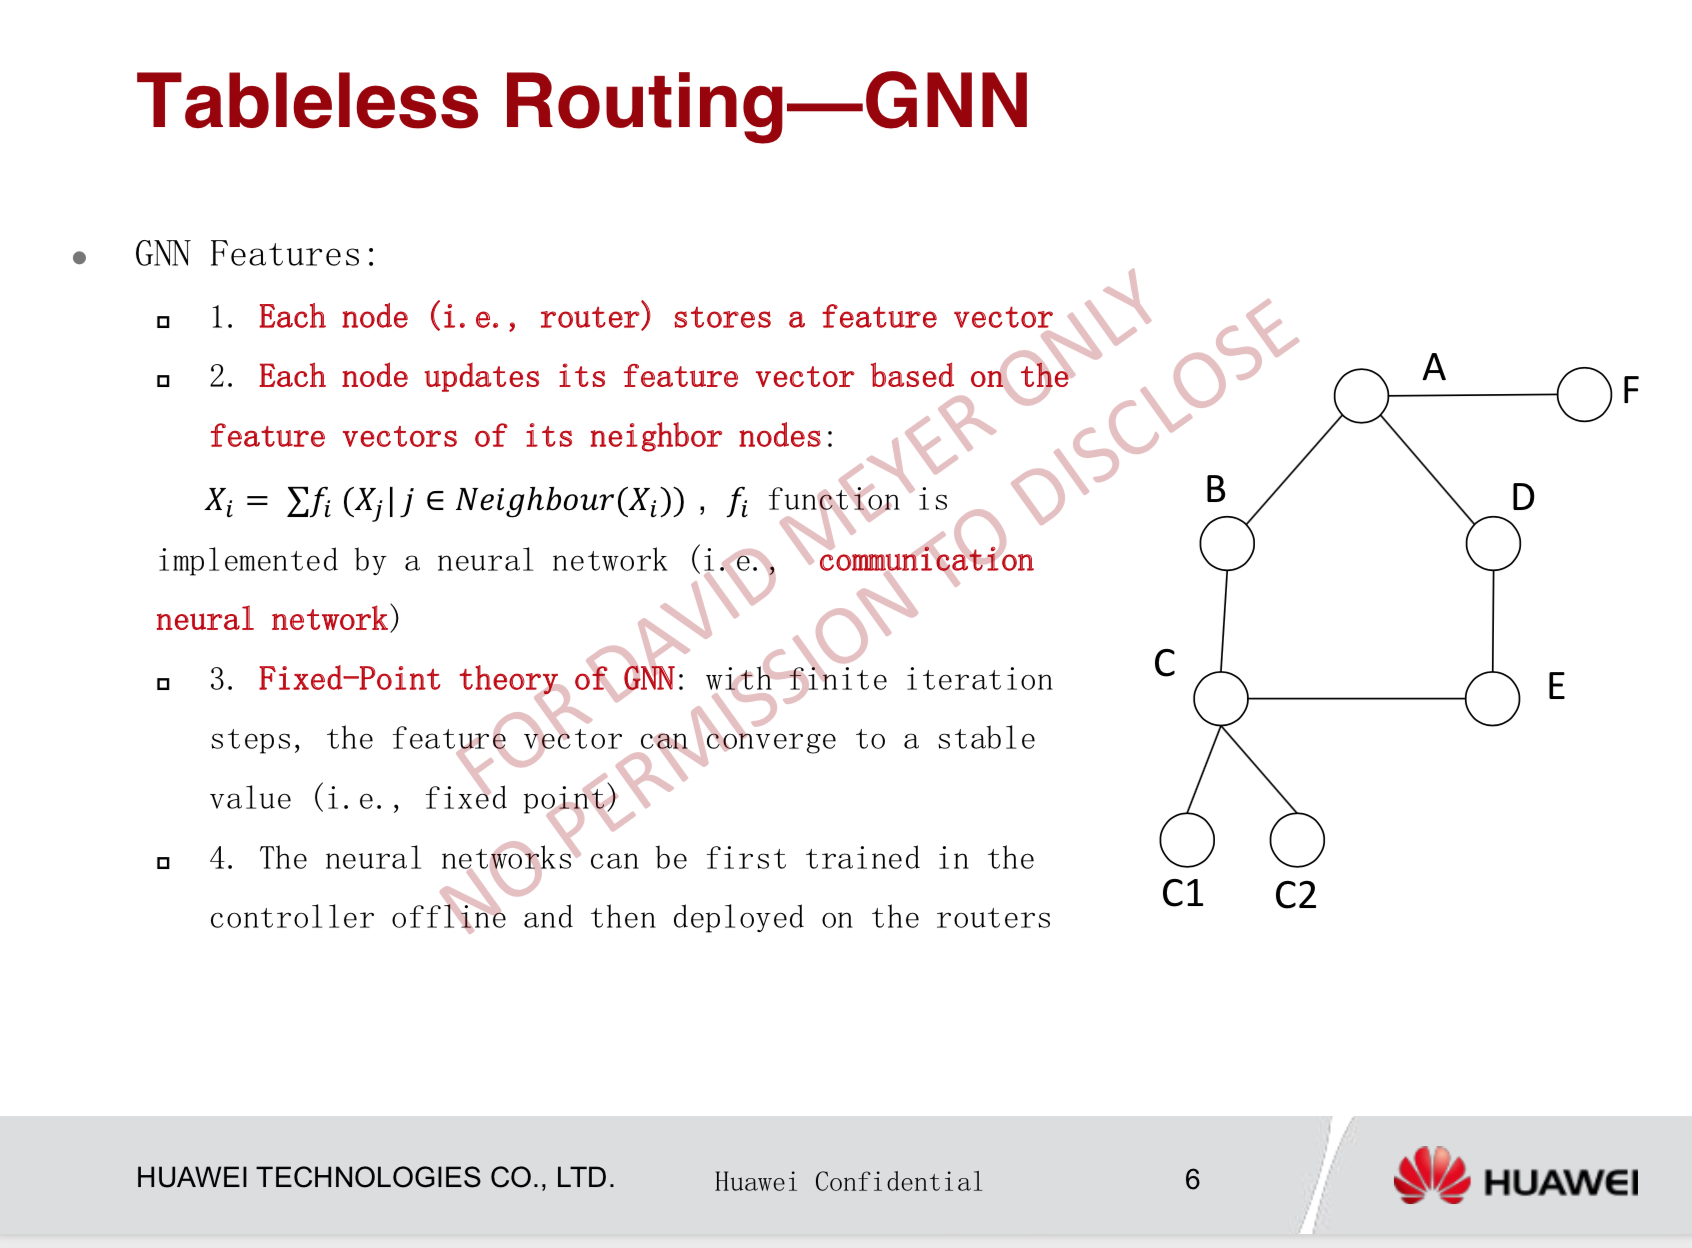 Tableless Routing—GNN
GNN Features:
1. Each node (i.e., router) stores a feature vector
2. Each node updates its feature vector based on the
feature vectors of its neighbor nodes:
X_i = ∑f_i (X_j| j ∈ Neighbour(X_i)) , f_i function is
implemented by a neural network (i.e., communication
neural network)
3. Fixed-Point theory of GNN: with finite iteration
steps, the feature vector can converge to a stable
value (i.e., fixed point)
4. The neural networks can be first trained in the
controller offline and then deployed on the routers
FOR DAVID MEYER ONLY
NO PERMISSION TO DISCLOSE
A
F
B
D
C
E
C1
C2
HUAWEI TECHNOLOGIES CO., LTD.
Huawei Confidential
6
HUAWEI